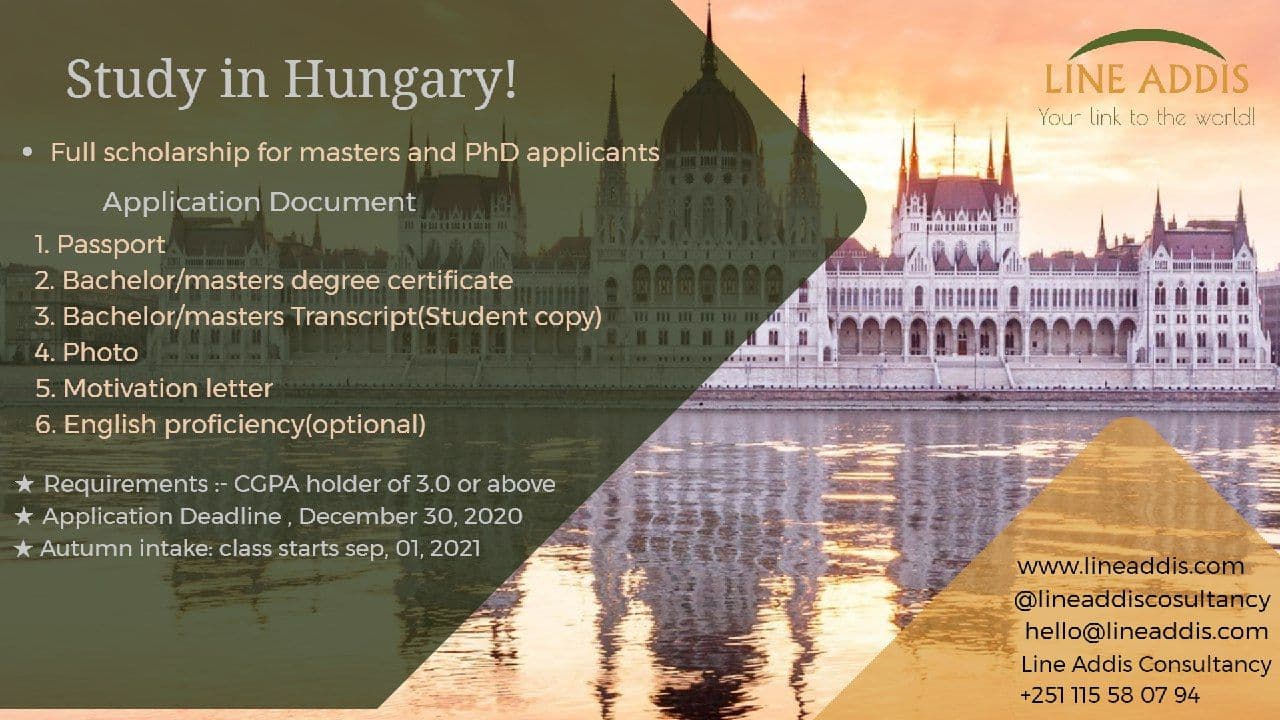 Study in Hungary!
• Full scholarship for masters and PhD applicants
Application Document
1. Passport
2. Bachelor/masters degree certificate
3. Bachelor/masters Transcript(Student copy)
4. Photo
5. Motivation letter
6. English proficiency(optional)
★ Requirements :- CGPA holder of 3.0 or above
★ Application Deadline , December 30, 2020
★ Autumn intake: class starts sep, 01, 2021
LINE ADDIS
Your link to the world!
www.lineaddis.com
@lineaddiscosultancy
hello@lineaddis.com
Line Addis Consultancy
+251 115 58 07 94